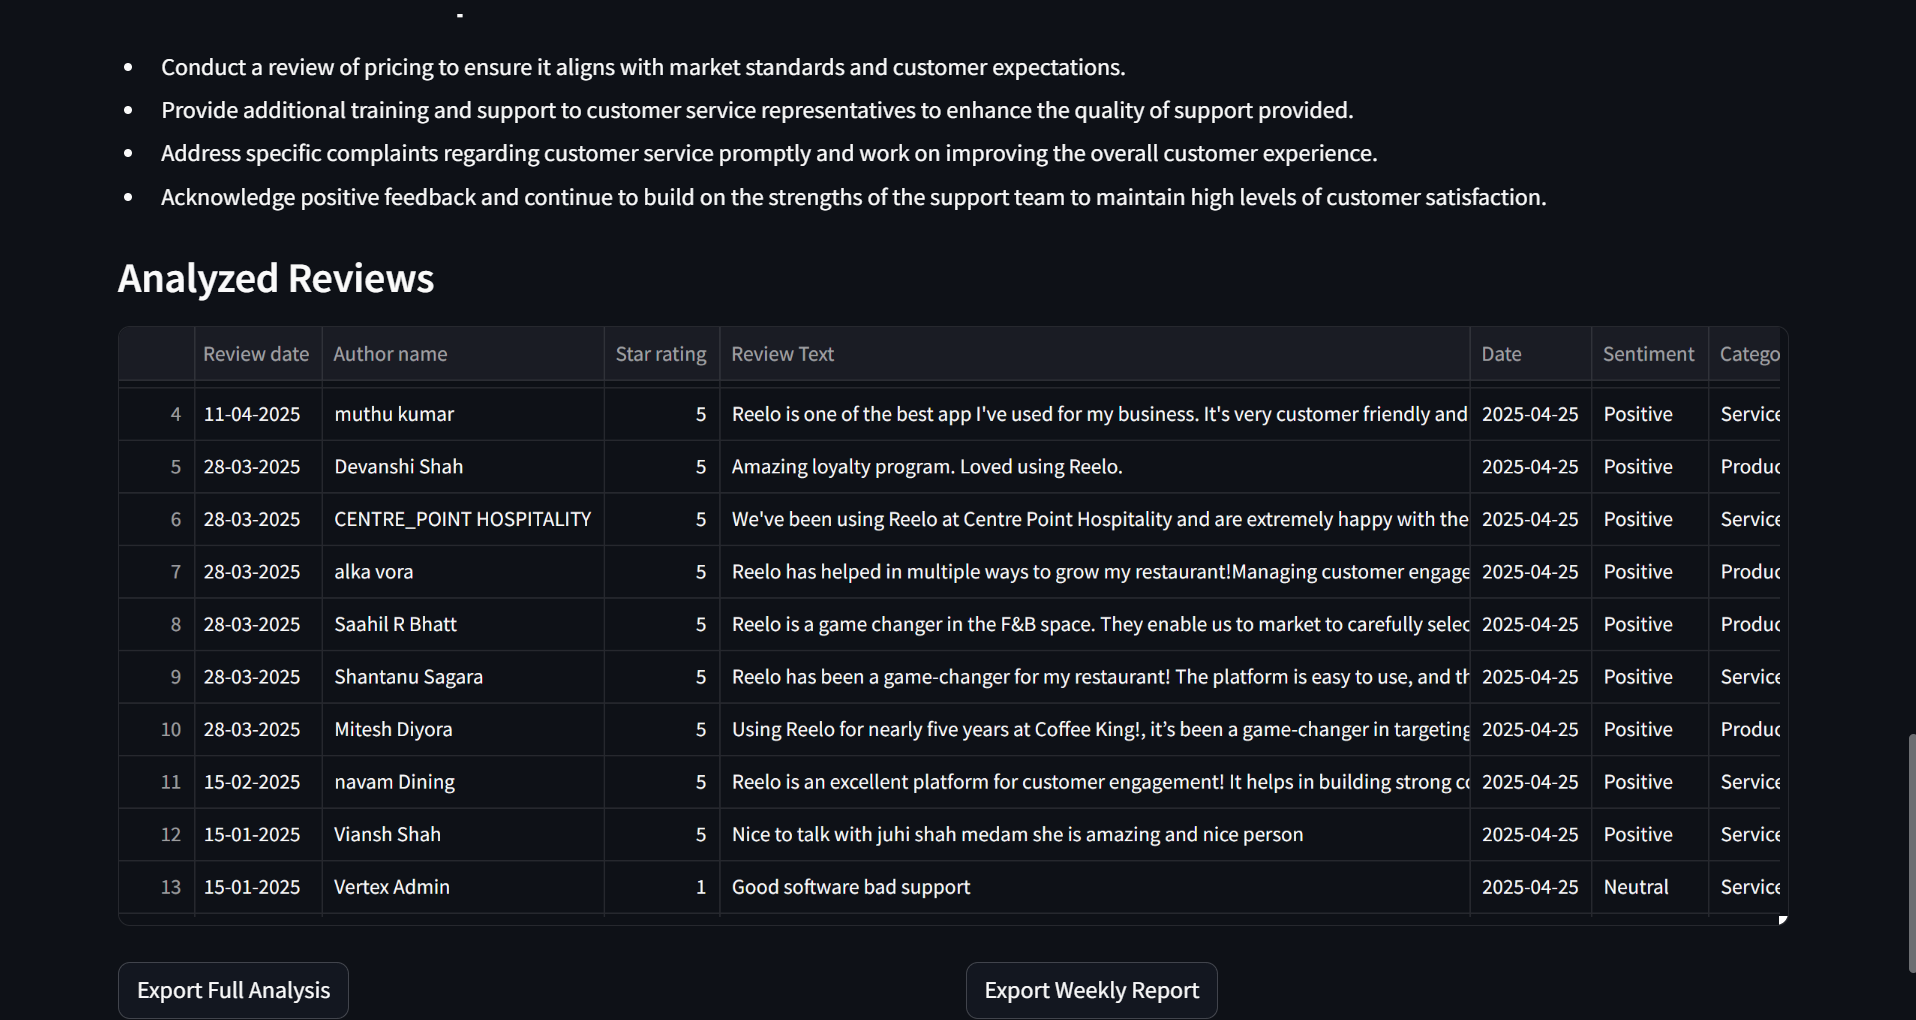 • Conduct a review of pricing to ensure it aligns with market standards and customer expectations.
• Provide additional training and support to customer service representatives to enhance the quality of support provided.
• Address specific complaints regarding customer service promptly and work on improving the overall customer experience.
• Acknowledge positive feedback and continue to build on the strengths of the support team to maintain high levels of customer satisfaction.
Analyzed Reviews
Review date Author name Star rating Review Text Date Sentiment Catego
4 11-04-2025 muthu kumar 5 Reelo is one of the best app I've used for my business. It's very customer friendly and 2025-04-25 Positive Service
5 28-03-2025 Devanshi Shah 5 Amazing loyalty program. Loved using Reelo. 2025-04-25 Positive Produc
6 28-03-2025 CENTRE_POINT HOSPITALITY 5 We've been using Reelo at Centre Point Hospitality and are extremely happy with the 2025-04-25 Positive Service
7 28-03-2025 alka vora 5 Reelo has helped in multiple ways to grow my restaurant!Managing customer engage 2025-04-25 Positive Produc
8 28-03-2025 Saahil R Bhatt 5 Reelo is a game changer in the F&B space. They enable us to market to carefully selec 2025-04-25 Positive Produc
9 28-03-2025 Shantanu Sagara 5 Reelo has been a game-changer for my restaurant! The platform is easy to use, and th 2025-04-25 Positive Service
10 28-03-2025 Mitesh Diyora 5 Using Reelo for nearly five years at Coffee King!, it’s been a game-changer in targeting 2025-04-25 Positive Produc
11 15-02-2025 navam Dining 5 Reelo is an excellent platform for customer engagement! It helps in building strong co 2025-04-25 Positive Service
12 15-01-2025 Viansh Shah 5 Nice to talk with juhi shah medam she is amazing and nice person 2025-04-25 Positive Service
13 15-01-2025 Vertex Admin 1 Good software bad support 2025-04-25 Neutral Service
Export Full Analysis Export Weekly Report